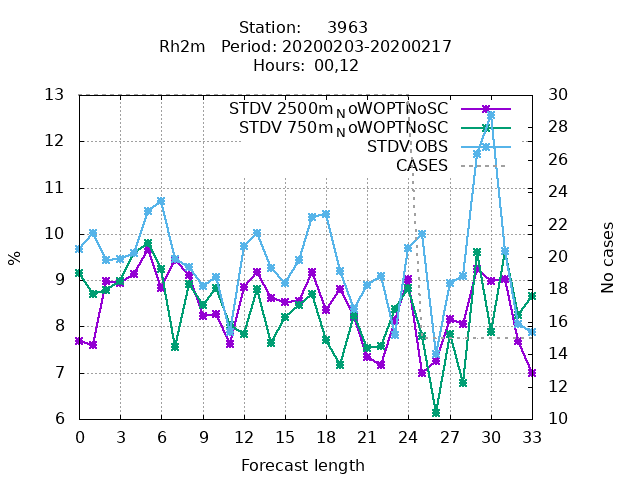 Station: 3963
Rh2m Period: 20200203-20200217
Hours: 00,12
STDV 2500m_NoWOPTNoSC
STDV 750m_NoWOPTNoSC
STDV OBS
CASES
13
12
11
10
9
8
7
6
%
30
28
26
24
22
20
18
16
14
12
10
No cases
0 3 6 9 12 15 18 21 24 27 30 33
Forecast length